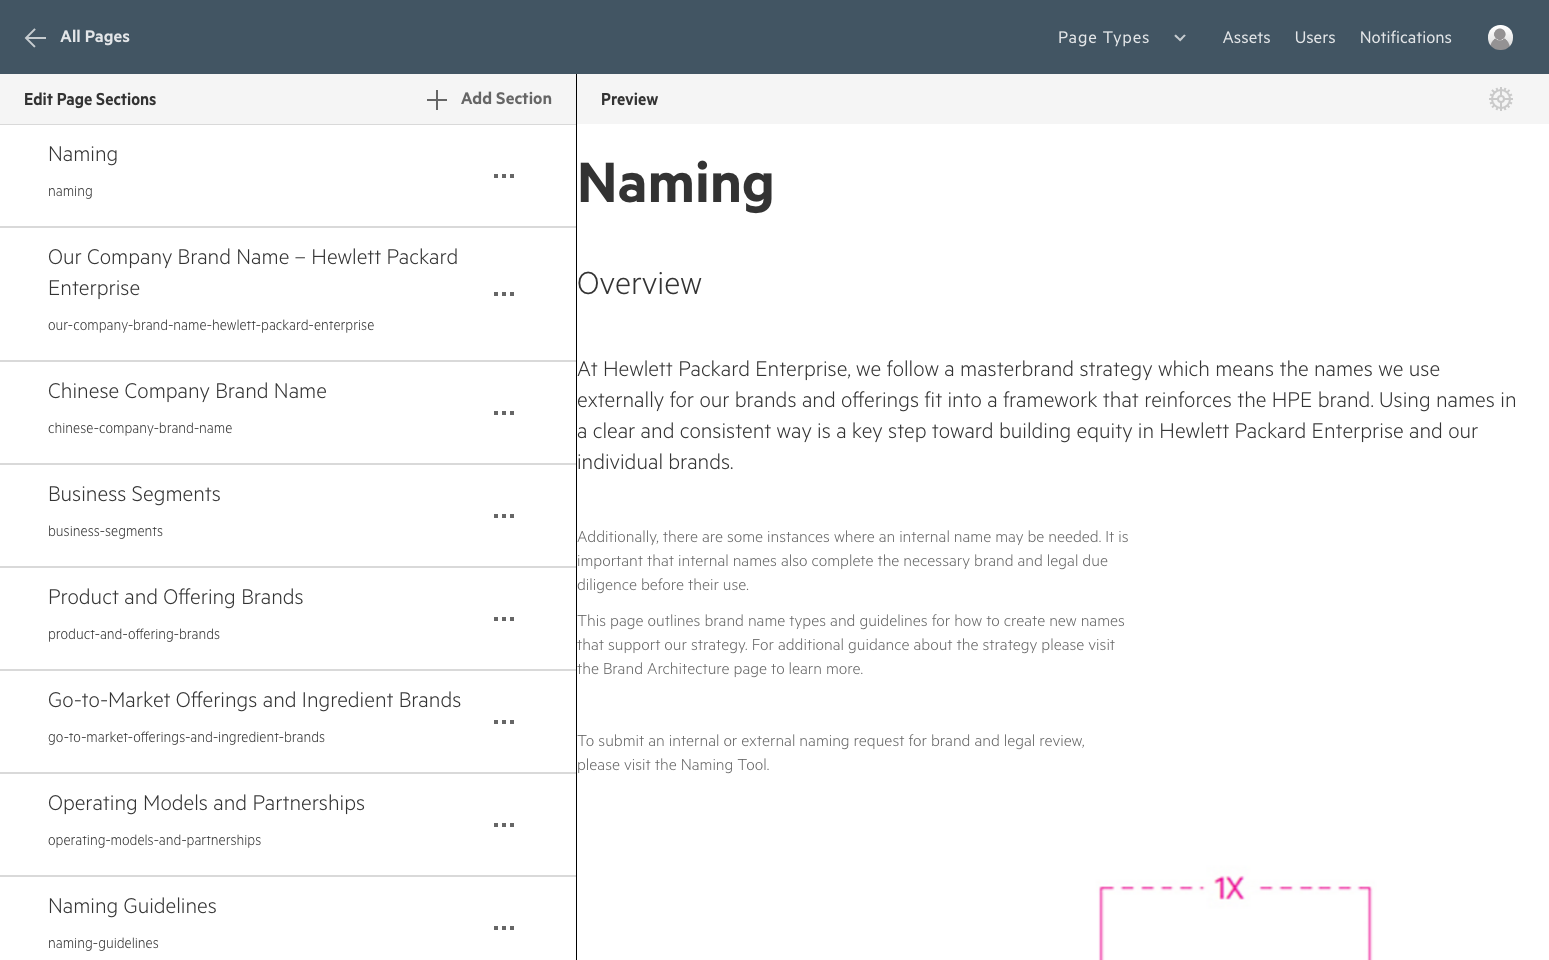 All Pages
Page Types
Assets
Users
Notifications
Edit Page Sections
Add Section
Preview
Naming
naming
Our Company Brand Name – Hewlett Packard
Enterprise
our-company-brand-name-hewlett-packard-enterprise
Chinese Company Brand Name
chinese-company-brand-name
Business Segments
business-segments
Product and Offering Brands
product-and-offering-brands
Go-to-Market Offerings and Ingredient Brands
go-to-market-offerings-and-ingredient-brands
Operating Models and Partnerships
operating-models-and-partnerships
Naming Guidelines
naming-guidelines
Naming
Overview
At Hewlett Packard Enterprise, we follow a masterbrand strategy which means the names we use
externally for our brands and offerings fit into a framework that reinforces the HPE brand. Using names in
a clear and consistent way is a key step toward building equity in Hewlett Packard Enterprise and our
individual brands.
Additionally, there are some instances where an internal name may be needed. It is
important that internal names also complete the necessary brand and legal due
diligence before their use.
This page outlines brand name types and guidelines for how to create new names
that support our strategy. For additional guidance about the strategy please visit
the Brand Architecture page to learn more.
To submit an internal or external naming request for brand and legal review,
please visit the Naming Tool.
1X